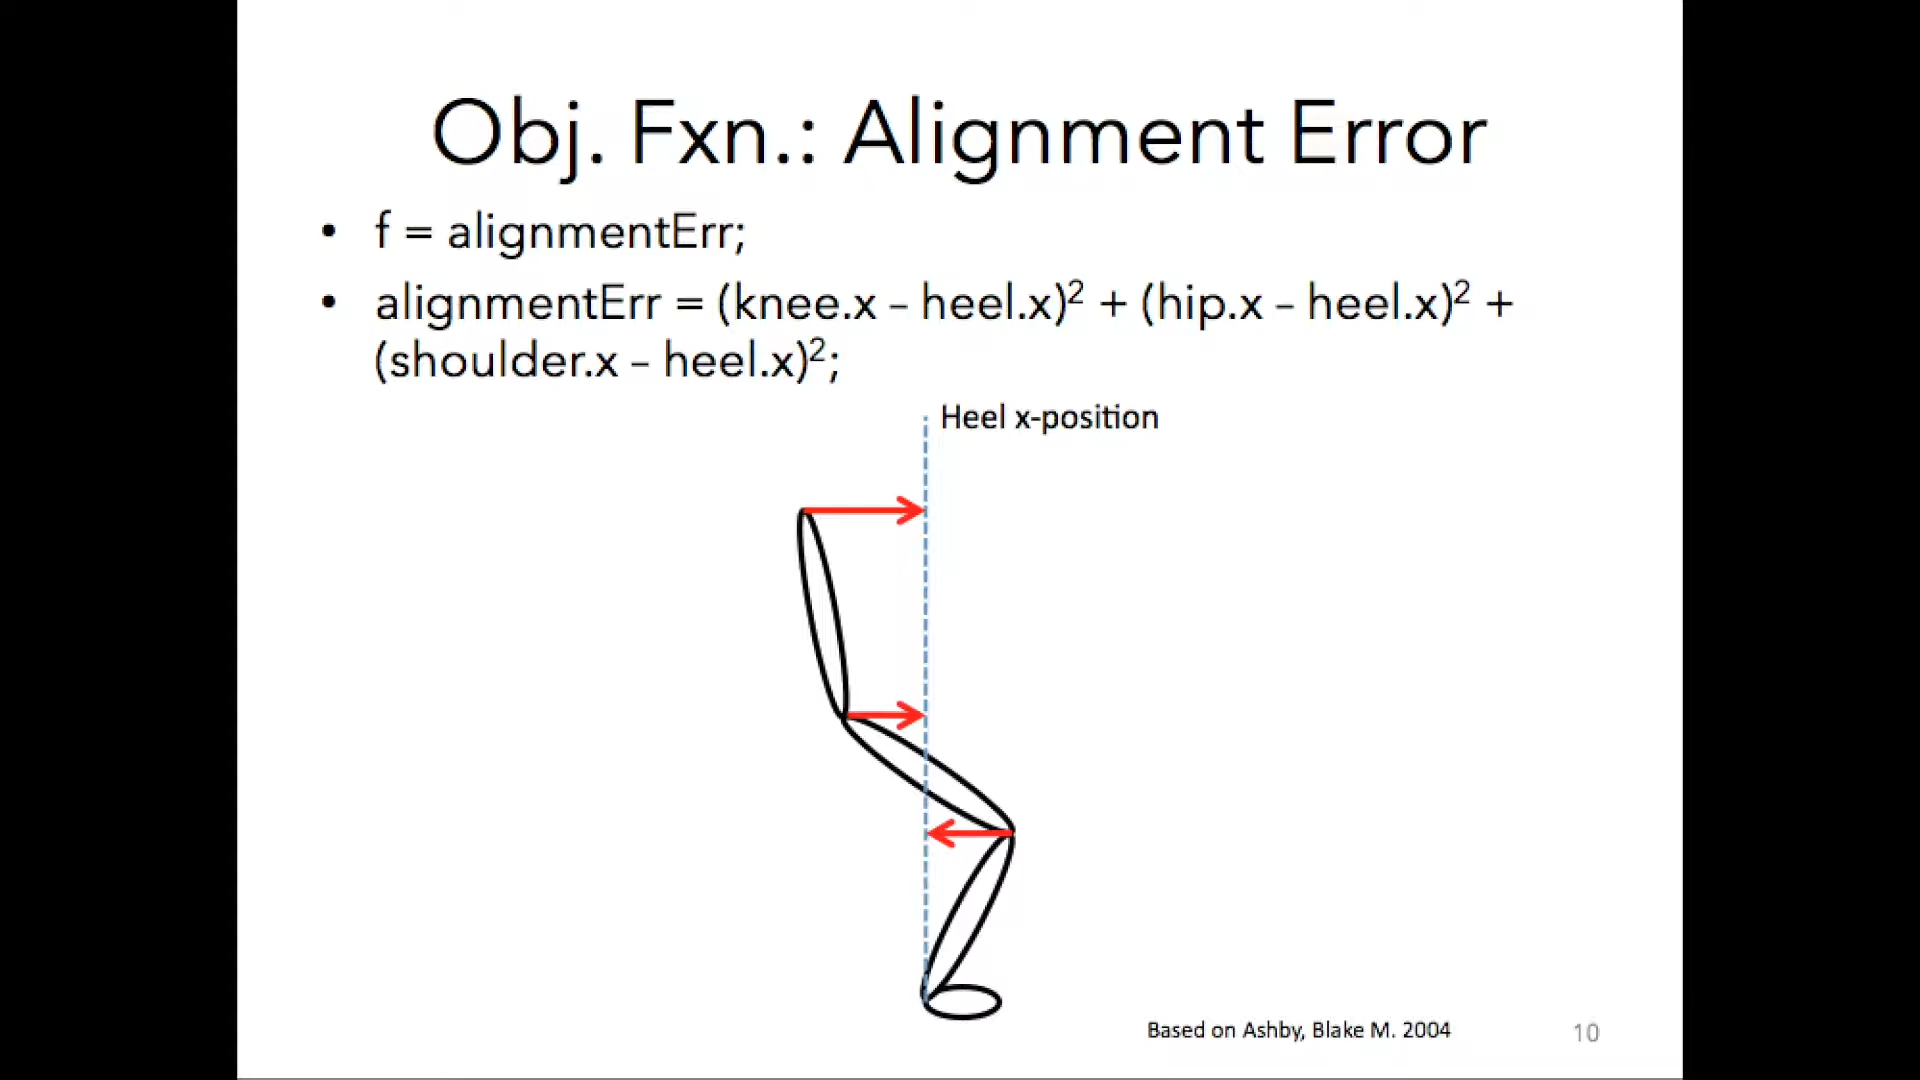 Obj. Fxn.: Alignment Error
• f = alignmentErr;
• alignmentErr = (knee.x – heel.x)² + (hip.x – heel.x)² +
(shoulder.x – heel.x)²;
Heel x-position
Based on Ashby, Blake M. 2004
10